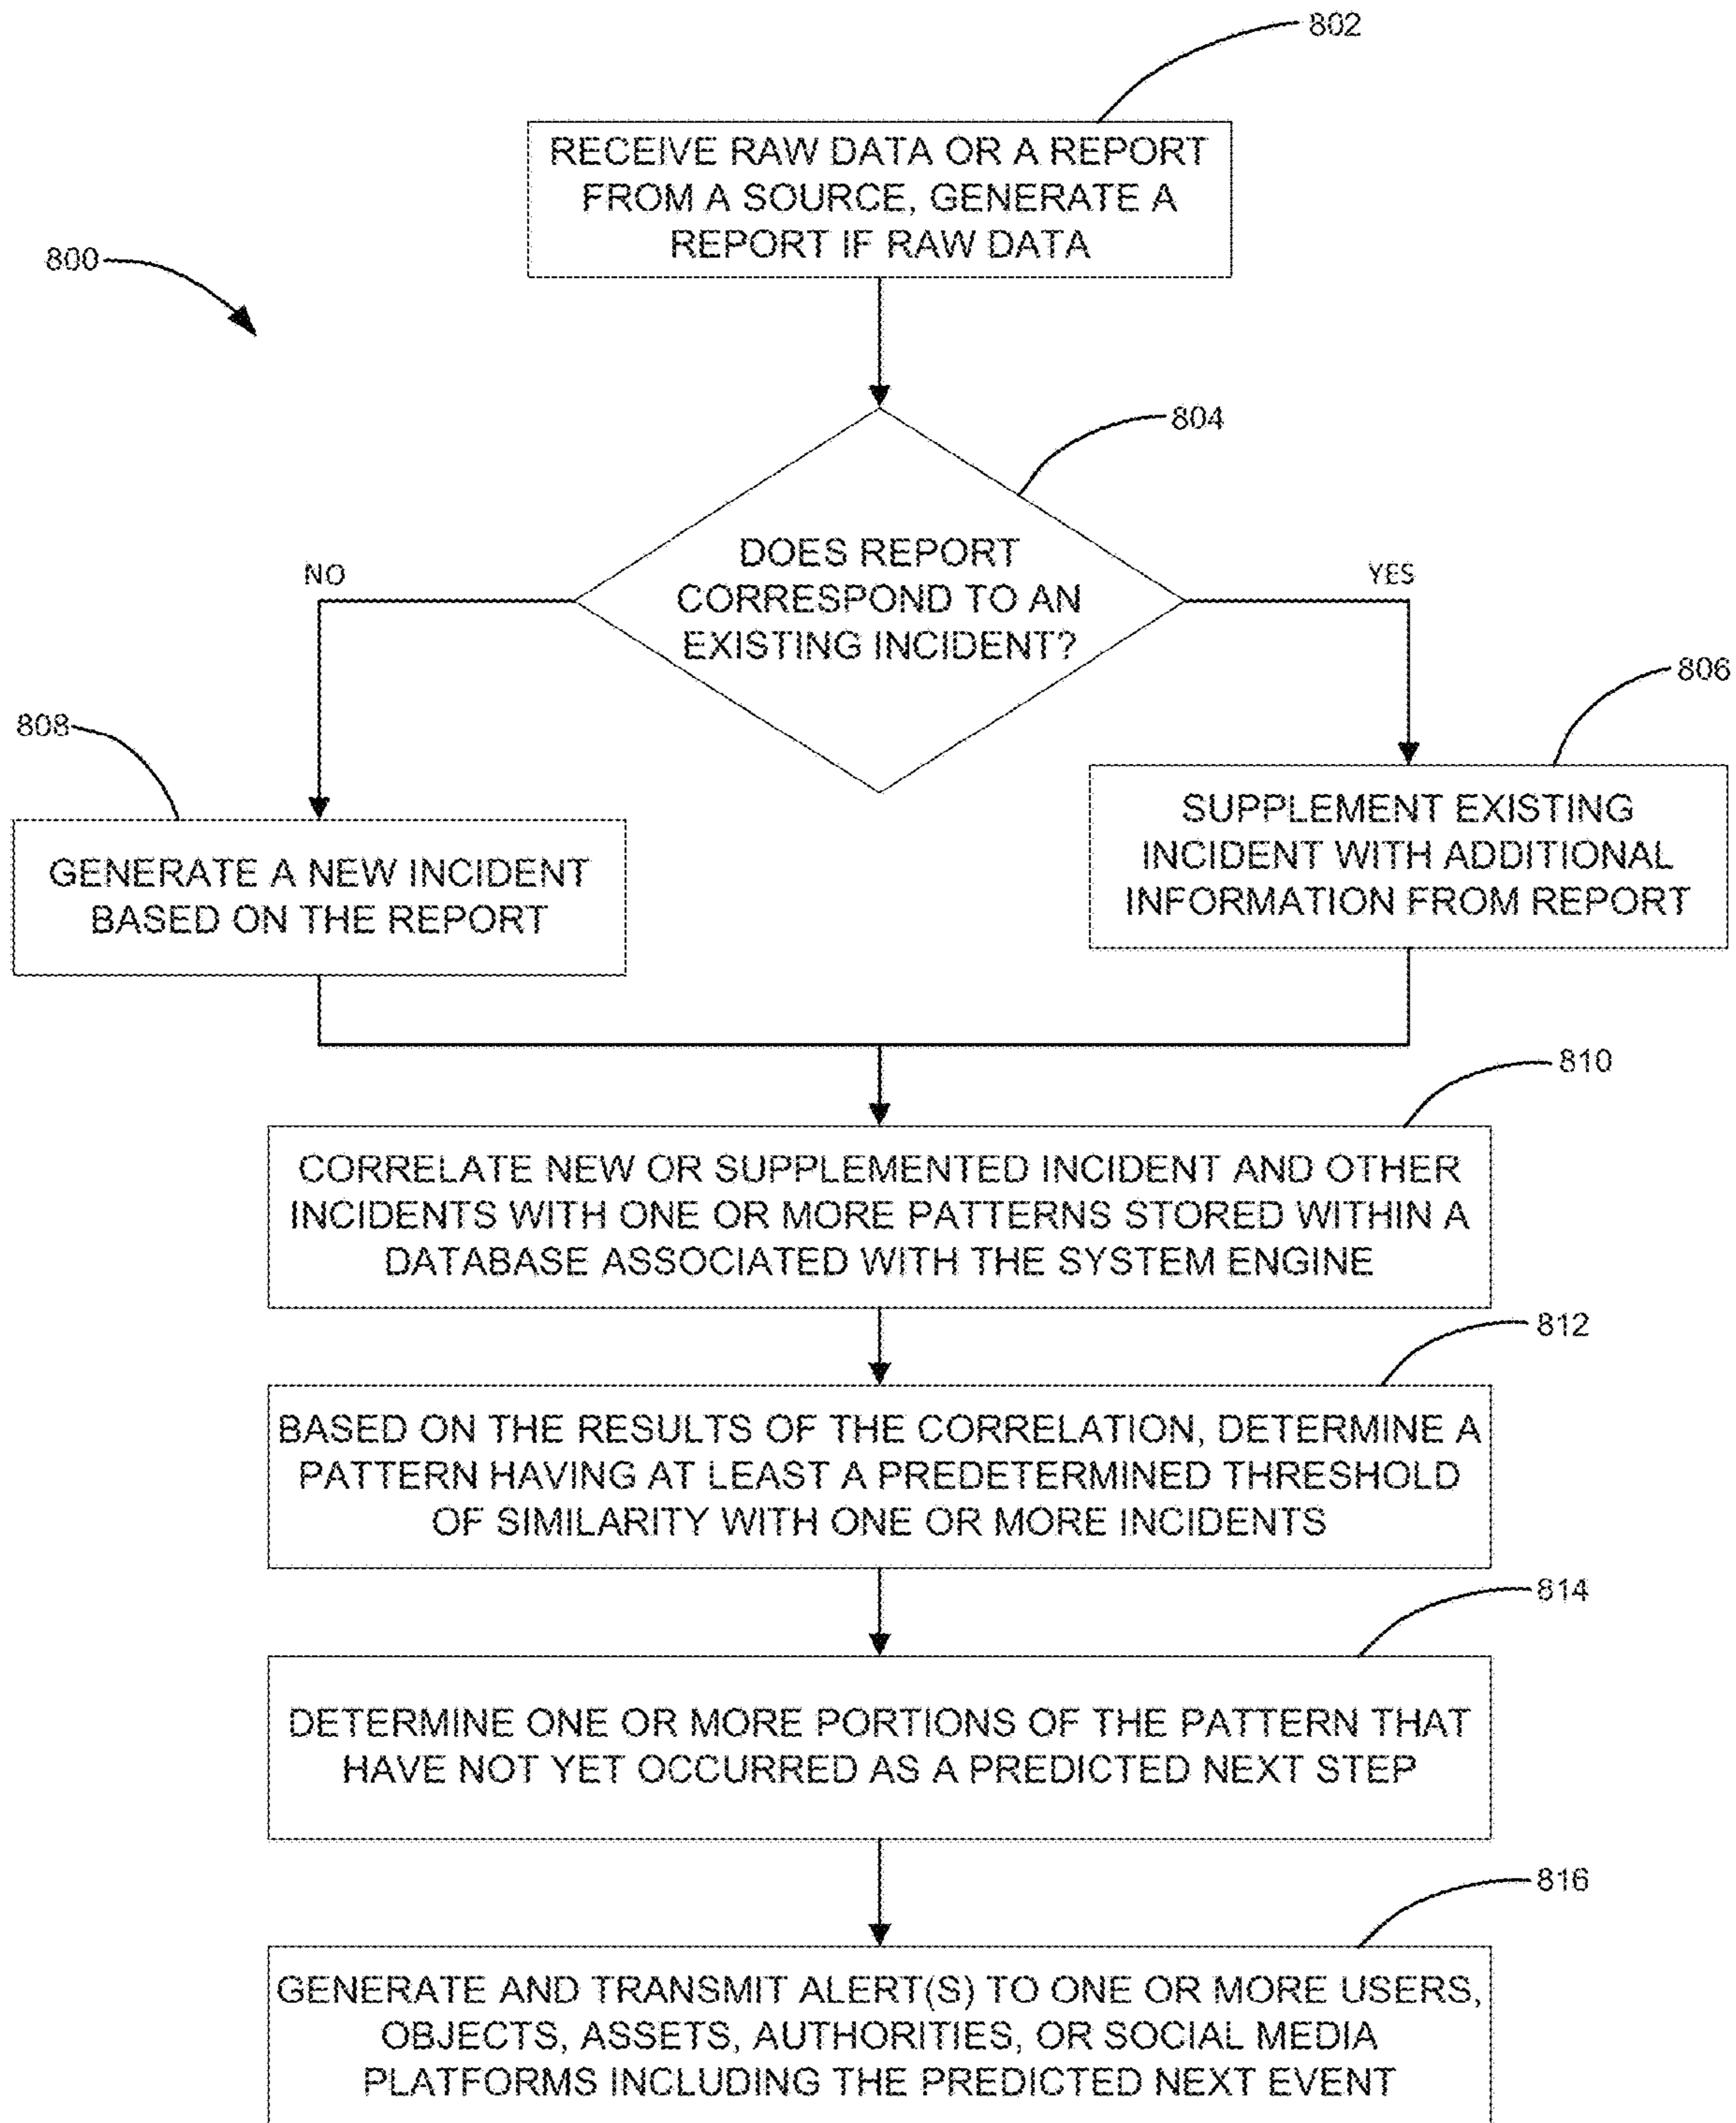 802
RECEIVE RAW DATA OR A REPORT
FROM A SOURCE, GENERATE A
REPORT IF RAW DATA
800
804
DOES REPORT
CORRESPOND TO AN
EXISTING INCIDENT?
NO
YES
806
808
SUPPLEMENT EXISTING
INCIDENT WITH ADDITIONAL
INFORMATION FROM REPORT
GENERATE A NEW INCIDENT
BASED ON THE REPORT
810
CORRELATE NEW OR SUPPLEMENTED INCIDENT AND OTHER
INCIDENTS WITH ONE OR MORE PATTERNS STORED WITHIN A
DATABASE ASSOCIATED WITH THE SYSTEM ENGINE
812
BASED ON THE RESULTS OF THE CORRELATION, DETERMINE A
PATTERN HAVING AT LEAST A PREDETERMINED THRESHOLD
OF SIMILARITY WITH ONE OR MORE INCIDENTS
814
DETERMINE ONE OR MORE PORTIONS OF THE PATTERN THAT
HAVE NOT YET OCCURRED AS A PREDICTED NEXT STEP
816
GENERATE AND TRANSMIT ALERT(S) TO ONE OR MORE USERS,
OBJECTS, ASSETS, AUTHORITIES, OR SOCIAL MEDIA
PLATFORMS INCLUDING THE PREDICTED NEXT EVENT